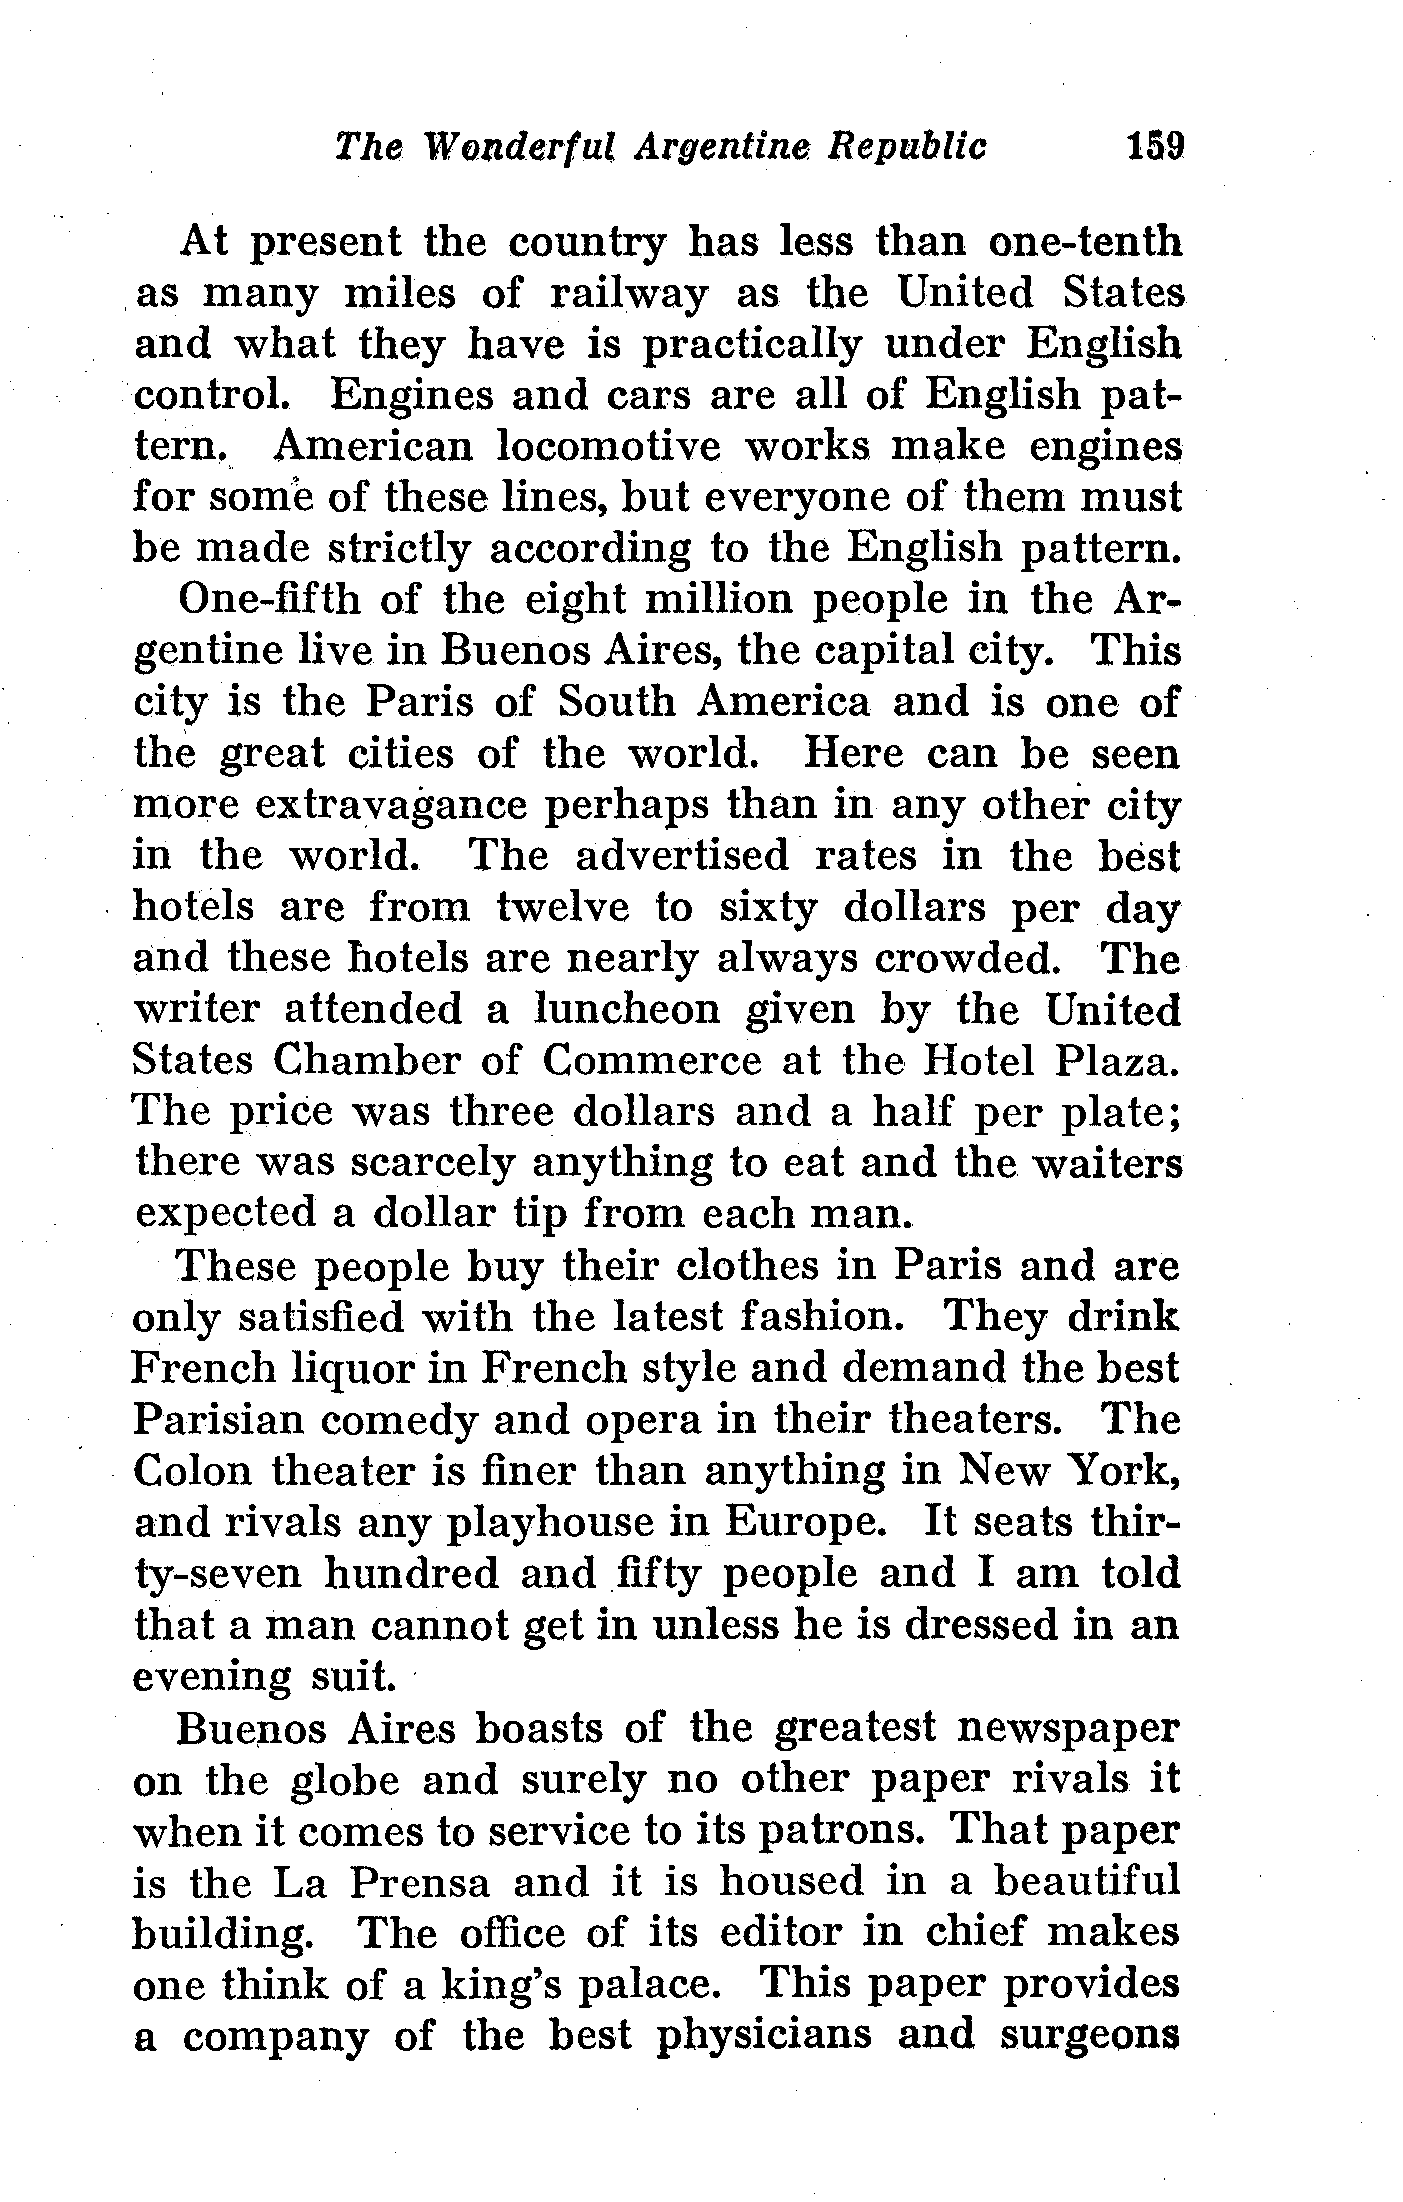 The Wonderful Argentine Republic 159
At present the country has less than one-tenth
as many miles of railway as the United States
and what they have is practically under English
control. Engines and cars are all of English pat-
tern. American locomotive works make engines
for some of these lines, but everyone of them must
be made strictly according to the English pattern.
One-fifth of the eight million people in the Ar-
gentine live in Buenos Aires, the capital city. This
city is the Paris of South America and is one of
the great cities of the world. Here can be seen
more extravagance perhaps than in any other city
in the world. The advertised rates in the best
hotels are from twelve to sixty dollars per day
and these hotels are nearly always crowded. The
writer attended a luncheon given by the United
States Chamber of Commerce at the Hotel Plaza.
The price was three dollars and a half per plate;
there was scarcely anything to eat and the waiters
expected a dollar tip from each man.
These people buy their clothes in Paris and are
only satisfied with the latest fashion. They drink
French liquor in French style and demand the best
Parisian comedy and opera in their theaters. The
Colon theater is finer than anything in New York,
and rivals any playhouse in Europe. It seats thir-
ty-seven hundred and fifty people and I am told
that a man cannot get in unless he is dressed in an
evening suit.
Buenos Aires boasts of the greatest newspaper
on the globe and surely no other paper rivals it
when it comes to service to its patrons. That paper
is the La Prensa and it is housed in a beautiful
building. The office of its editor in chief makes
one think of a king's palace. This paper provides
a company of the best physicians and surgeons